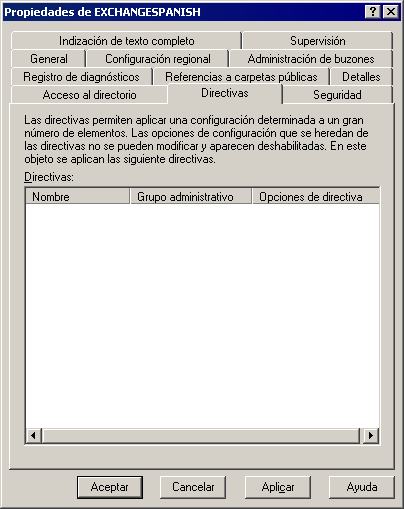 Propiedades de EXCHANGESPANISH
Indización de texto completo
Supervisión
General
Configuración regional
Administración de buzones
Registro de diagnósticos
Referencias a carpetas públicas
Detalles
Acceso al directorio
Directivas
Seguridad
Las directivas permiten aplicar una configuración determinada a un gran
número de elementos. Las opciones de configuración que se heredan de
las directivas no se pueden modificar y aparecen deshabilitadas. En este
objeto se aplican las siguiente directivas.
Directivas:
Nombre
Grupo administrativo
Opciones de directiva
Aceptar
Cancelar
Aplicar
Ayuda